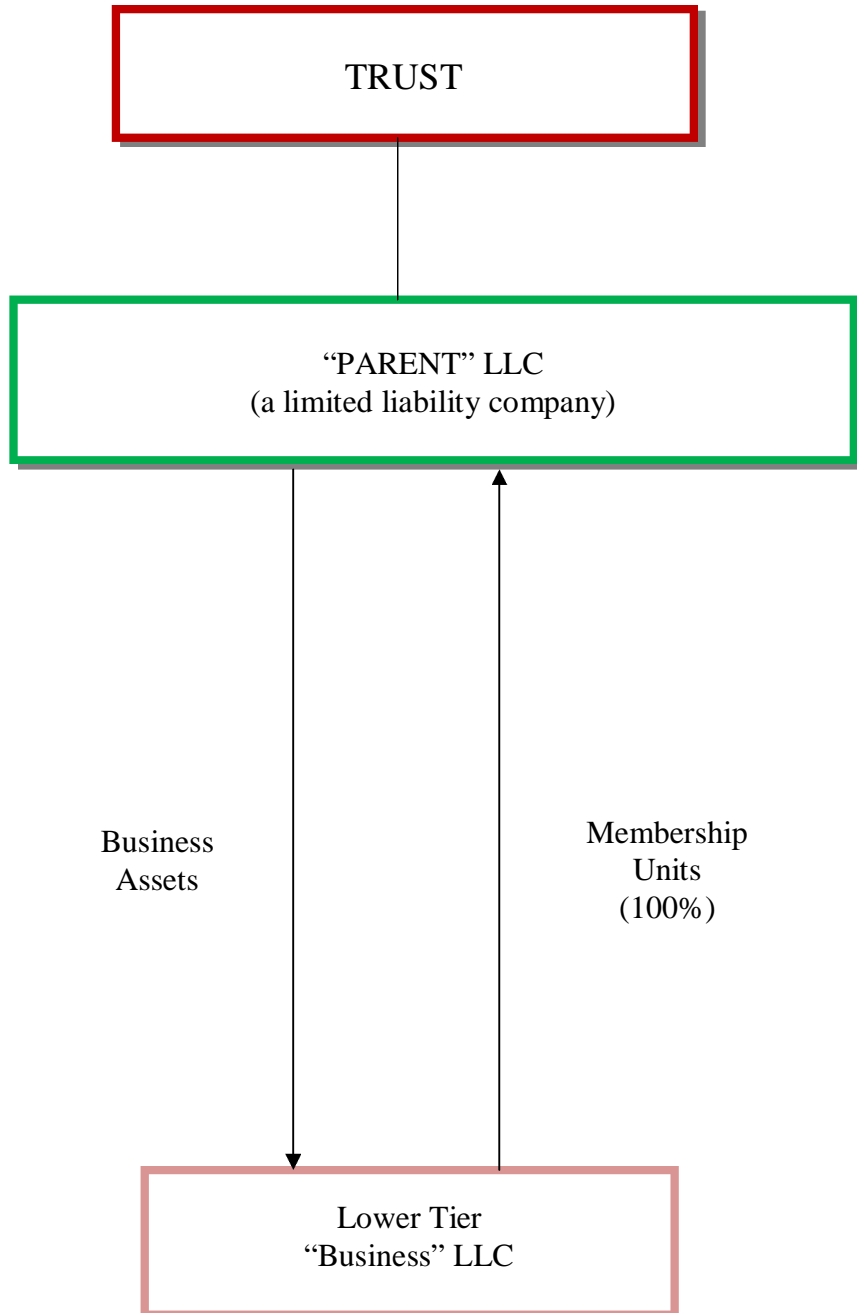 TRUST
“PARENT” LLC
(a limited liability company)
Business
Assets
Membership
Units
(100%)
Lower Tier
“Business” LLC